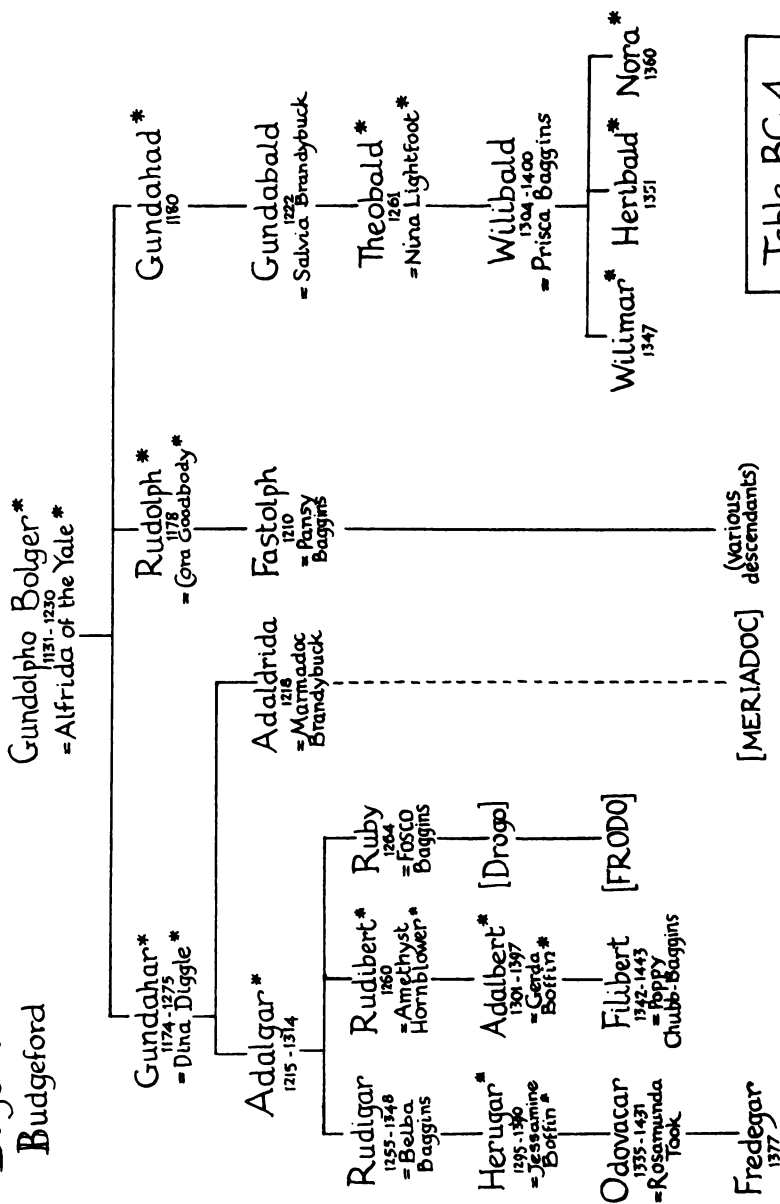 Budgeford
Gundolpho Bolger*
1131-1230
=Alfrida of the Yale*
Gundahar*
1174-1275
=Dina Diggle*
Rudolph*
1178
=Cora Goodbody*
Gundahad*
1180
Adalgar*
1215-1314
Adaldrida
1218
=Marmadoc
Brandybuck
Fastolph
1210
=Pansy
Baggins
Gundabald
1222
=Salvia Brandybuck
Rudigar
1255-1348
=Belba
Baggins
Rudibert*
1260
=Amethyst
Hornblower*
Ruby
1264
=FOSCO
Baggins
Theobald*
1261
=Nina Lightfoot*
Herugar*
1295-1390
=Jessamine
Boffin*
Adalbert*
1301-1397
=Gerda
Boffin*
[Drogo]
Wilibald
1304-1400
=Prisca Baggins
Odovacar
1335-1431
=Rosamunda
Took
Filibert
1342-1443
=Poppy
Chubb-Baggins
[FRODO]
Wilimar*
1347
Heribald*
1351
Nora*
1360
Fredegar
1377
[MERIADOC]
(Various
descendants)
Table BC-4